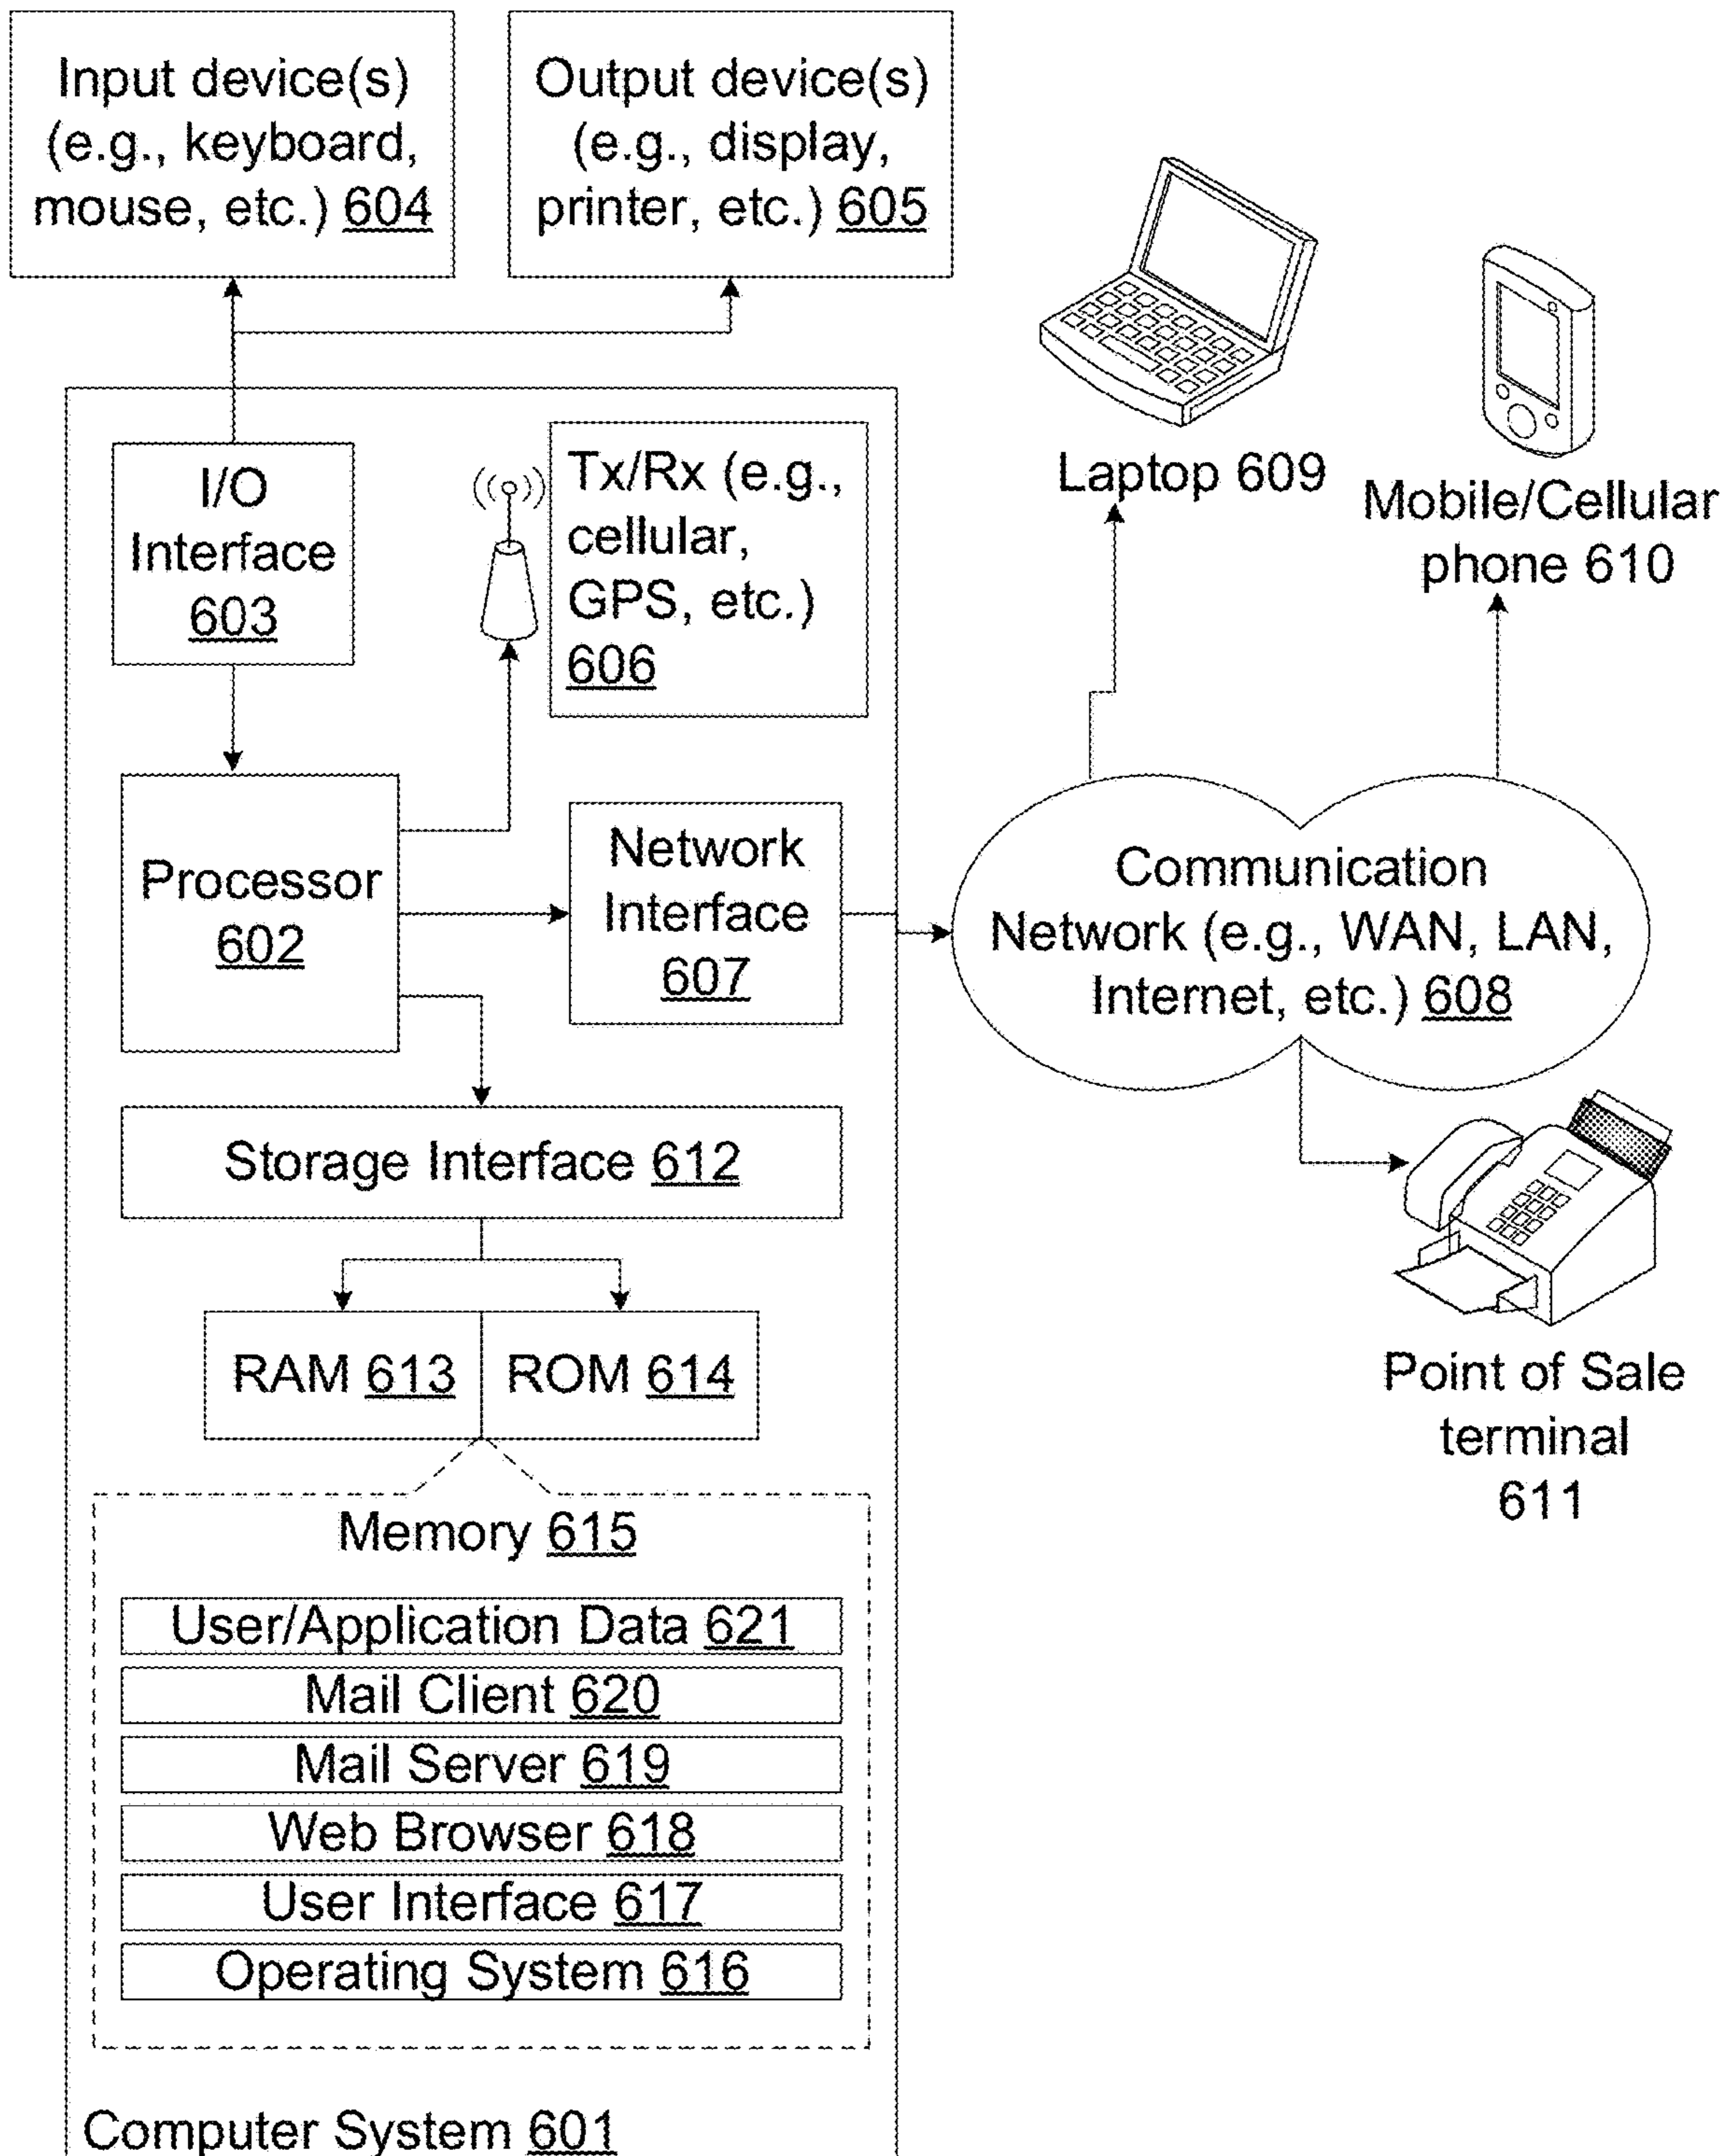 Input device(s)
(e.g., keyboard,
mouse, etc.) 604
Output device(s)
(e.g., display,
printer, etc.) 605
I/O
Interface
603
Tx/Rx (e.g.,
cellular,
GPS, etc.)
606
Laptop 609
Mobile/Cellular
phone 610
Processor
602
Network
Interface
607
Communication
Network (e.g., WAN, LAN,
Internet, etc.) 608
Storage Interface 612
RAM 613
ROM 614
Point of Sale
terminal
611
Memory 615
User/Application Data 621
Mail Client 620
Mail Server 619
Web Browser 618
User Interface 617
Operating System 616
Computer System 601